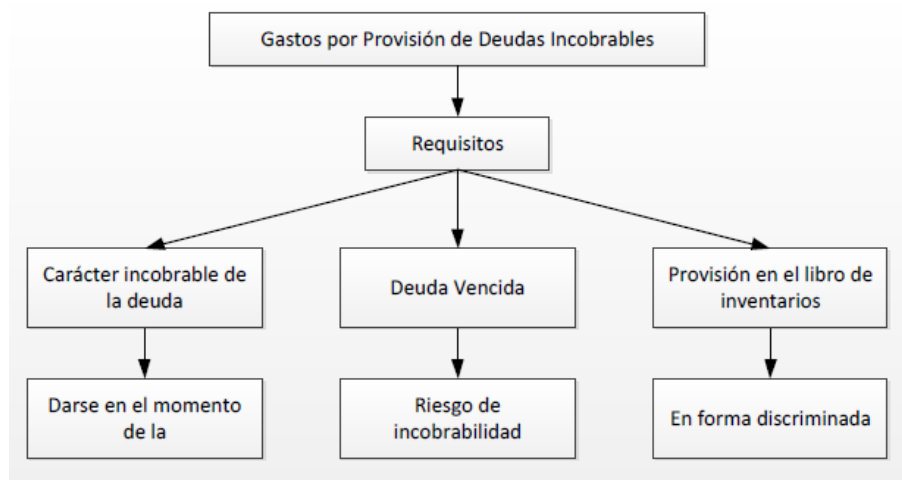 Gastos por Provisión de Deudas Incobrables
Requisitos
Carácter incobrable de
la deuda
Deuda Vencida
Provisión en el libro de
inventarios
Darse en el momento
de la
Riesgo de
incobrabilidad
En forma discriminada